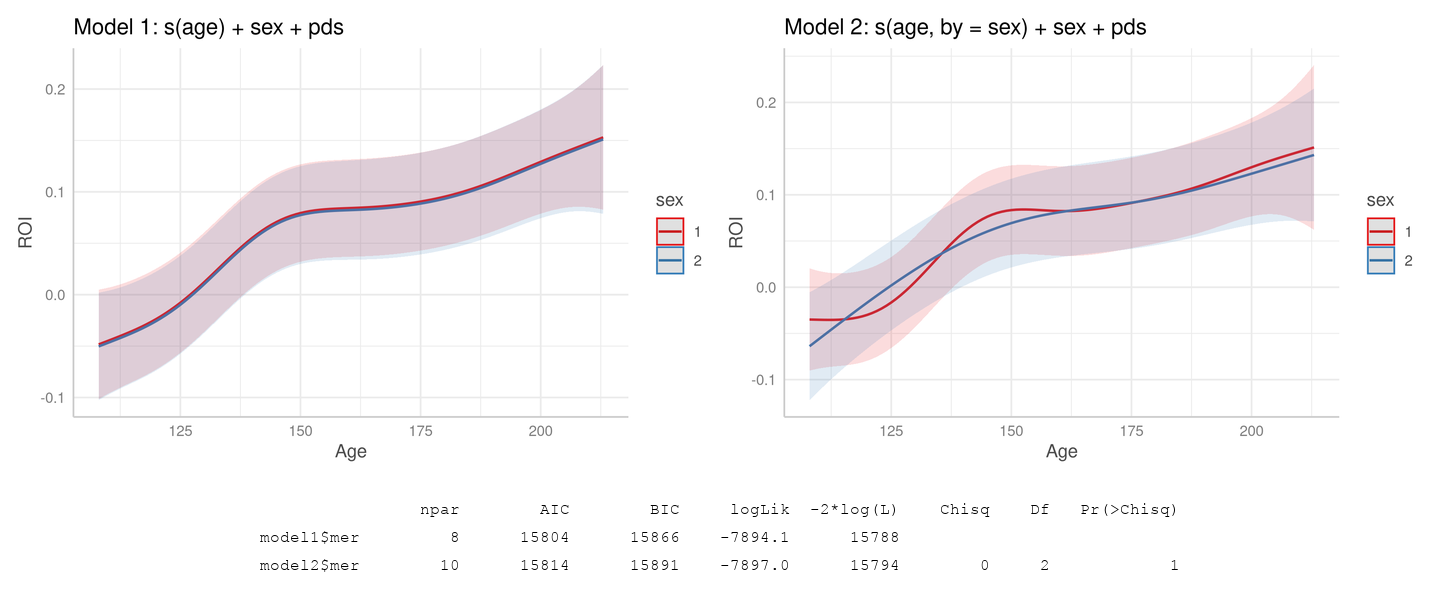 Model 1: s(age) + sex + pds
0.2
0.1
0.0
-0.1
ROI
125 150 175 200
Age
sex
1
2
Model 2: s(age, by = sex) + sex + pds
0.2
0.1
0.0
-0.1
ROI
125 150 175 200
Age
sex
1
2
npar AIC BIC logLik -2*log(L) Chisq Df Pr(>Chisq)
model1$mer 8 15804 15866 -7894.1 15788
model2$mer 10 15814 15891 -7897.0 15794 0 2 1